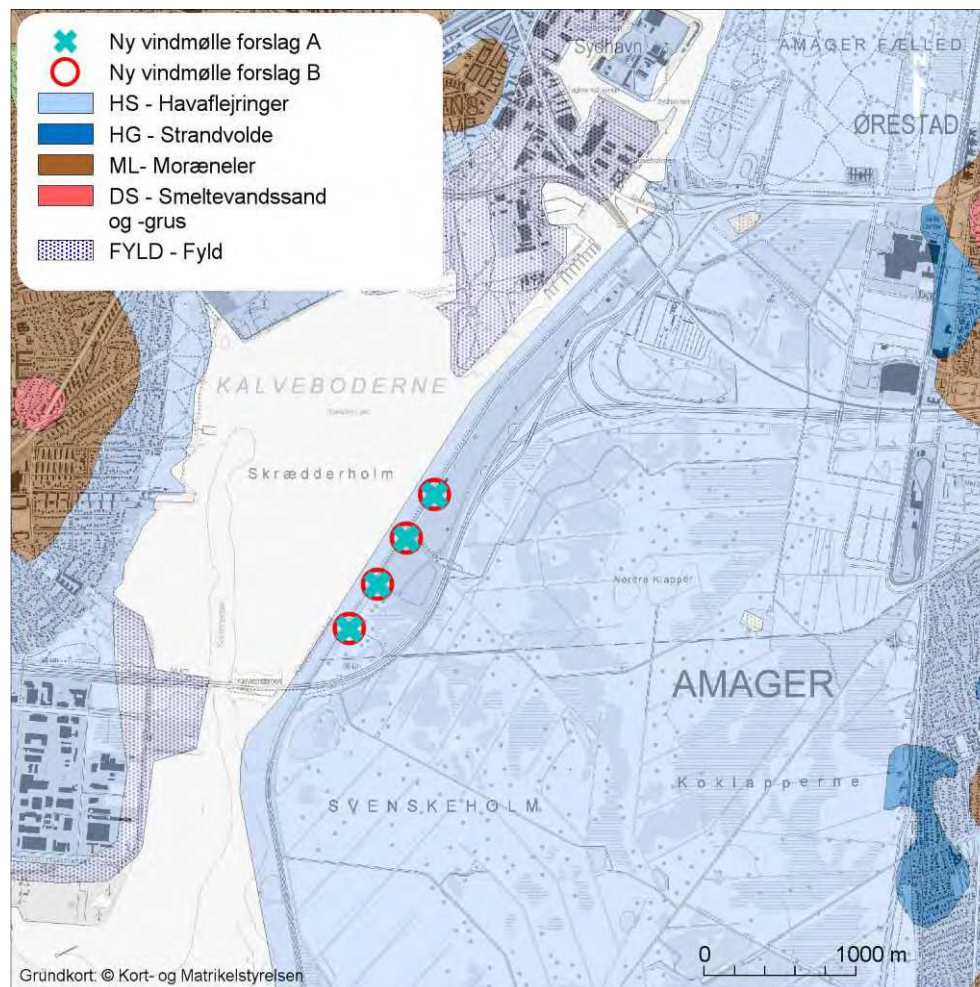 Ny vindmølle forslag A
Ny vindmølle forslag B
HS - Havaflejringer
HG - Strandvolde
ML- Moræneler
DS - Smeltevandssand
og -grus
FYLD - Fyld
Sydhavn
AMAGER FÆLLED
N
ØRESTAD
KALVEBODERNE
Skrædderholm
Nordre Klapper
AMAGER
Koklapperne
SVENSKEHOLM
0 1000 m
Grundkort: © Kort- og Matrikelstyrelsen